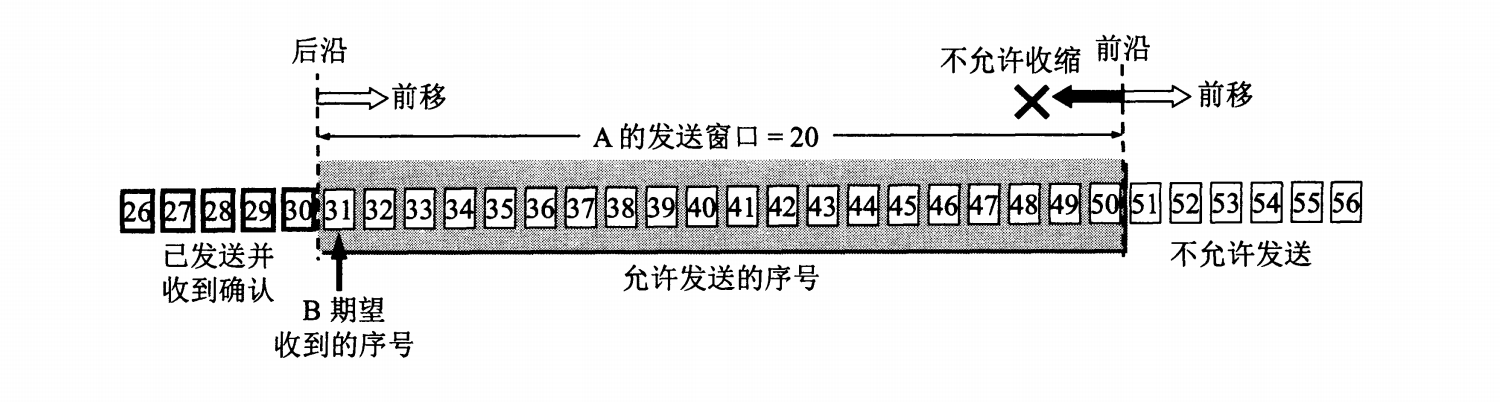 后沿
不允许收缩 前沿
前移
前移
A 的发送窗口 = 20
26 27 28 29 30 31 32 33 34 35 36 37 38 39 40 41 42 43 44 45 46 47 48 49 50 51 52 53 54 55 56
已发送并
收到确认
允许发送的序号
不允许发送
B 期望
收到的序号